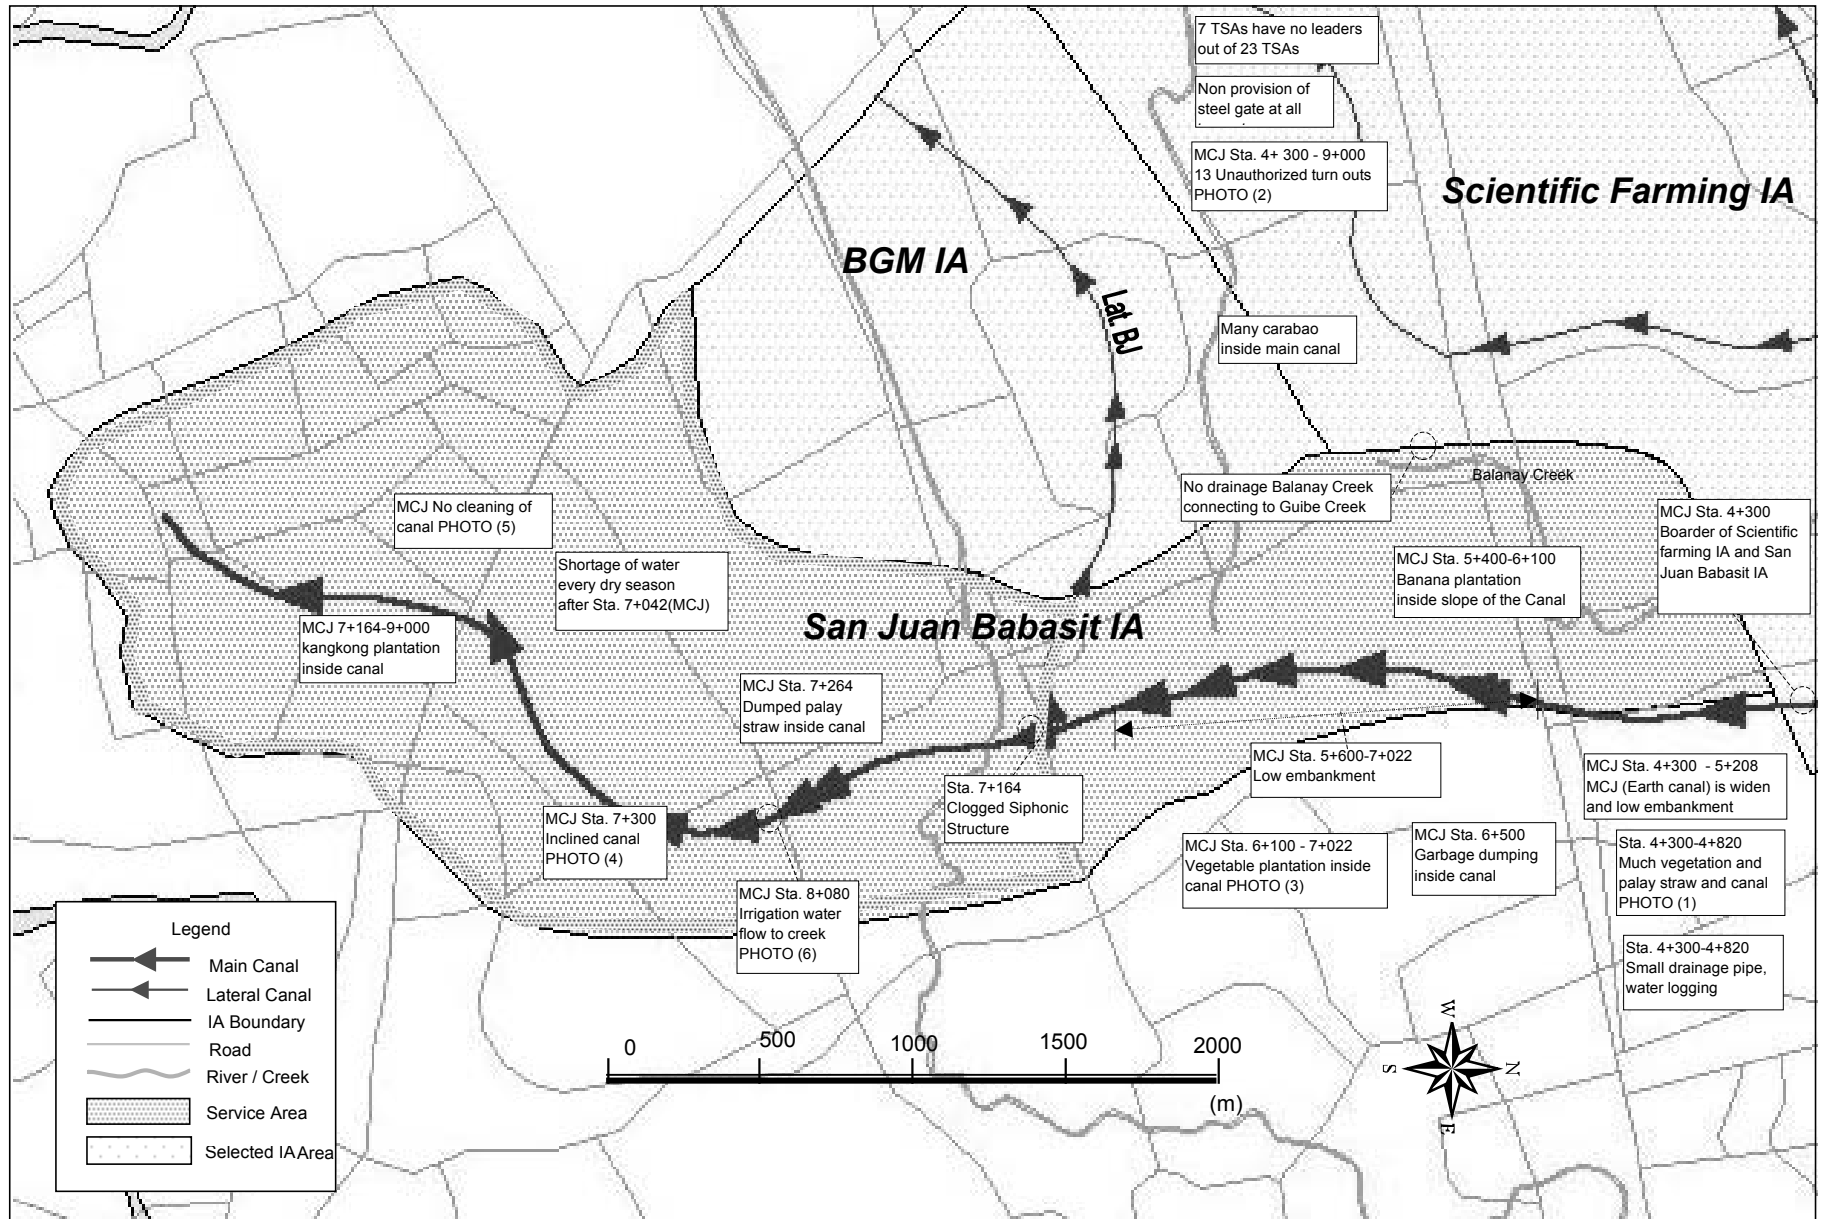 7 TSAs have no leaders
out of 23 TSAs
Non provision of
steel gate at all
MCJ Sta. 4+ 300 - 9+000
13 Unauthorized turn outs
PHOTO (2)
Scientific Farming IA
BGM IA
Lat. BJ
Many carabao
inside main canal
Balanay Creek
No drainage Balanay Creek
connecting to Guibe Creek
MCJ Sta. 4+300
Boarder of Scientific
farming IA and San
Juan Babasit IA
MCJ No cleaning of
canal PHOTO (5)
Shortage of water
every dry season
after Sta. 7+042(MCJ)
MCJ Sta. 5+400-6+100
Banana plantation
inside slope of the Canal
San Juan Babasit IA
MCJ 7+164-9+000
kangkong plantation
inside canal
MCJ Sta. 7+264
Dumped palay
straw inside canal
MCJ Sta. 5+600-7+022
Low embankment
MCJ Sta. 4+300 - 5+208
MCJ (Earth canal) is widen
and low embankment
Sta. 7+164
Clogged Siphonic
Structure
MCJ Sta. 7+300
Inclined canal
PHOTO (4)
MCJ Sta. 6+100 - 7+022
Vegetable plantation inside
canal PHOTO (3)
MCJ Sta. 6+500
Garbage dumping
inside canal
Sta. 4+300-4+820
Much vegetation and
palay straw and canal
PHOTO (1)
MCJ Sta. 8+080
Irrigation water
flow to creek
PHOTO (6)
Sta. 4+300-4+820
Small drainage pipe,
water logging
Legend
Main Canal
Lateral Canal
IA Boundary
Road
River / Creek
Service Area
Selected IA Area
0 500 1000 1500 2000
(m)
W
S N
E